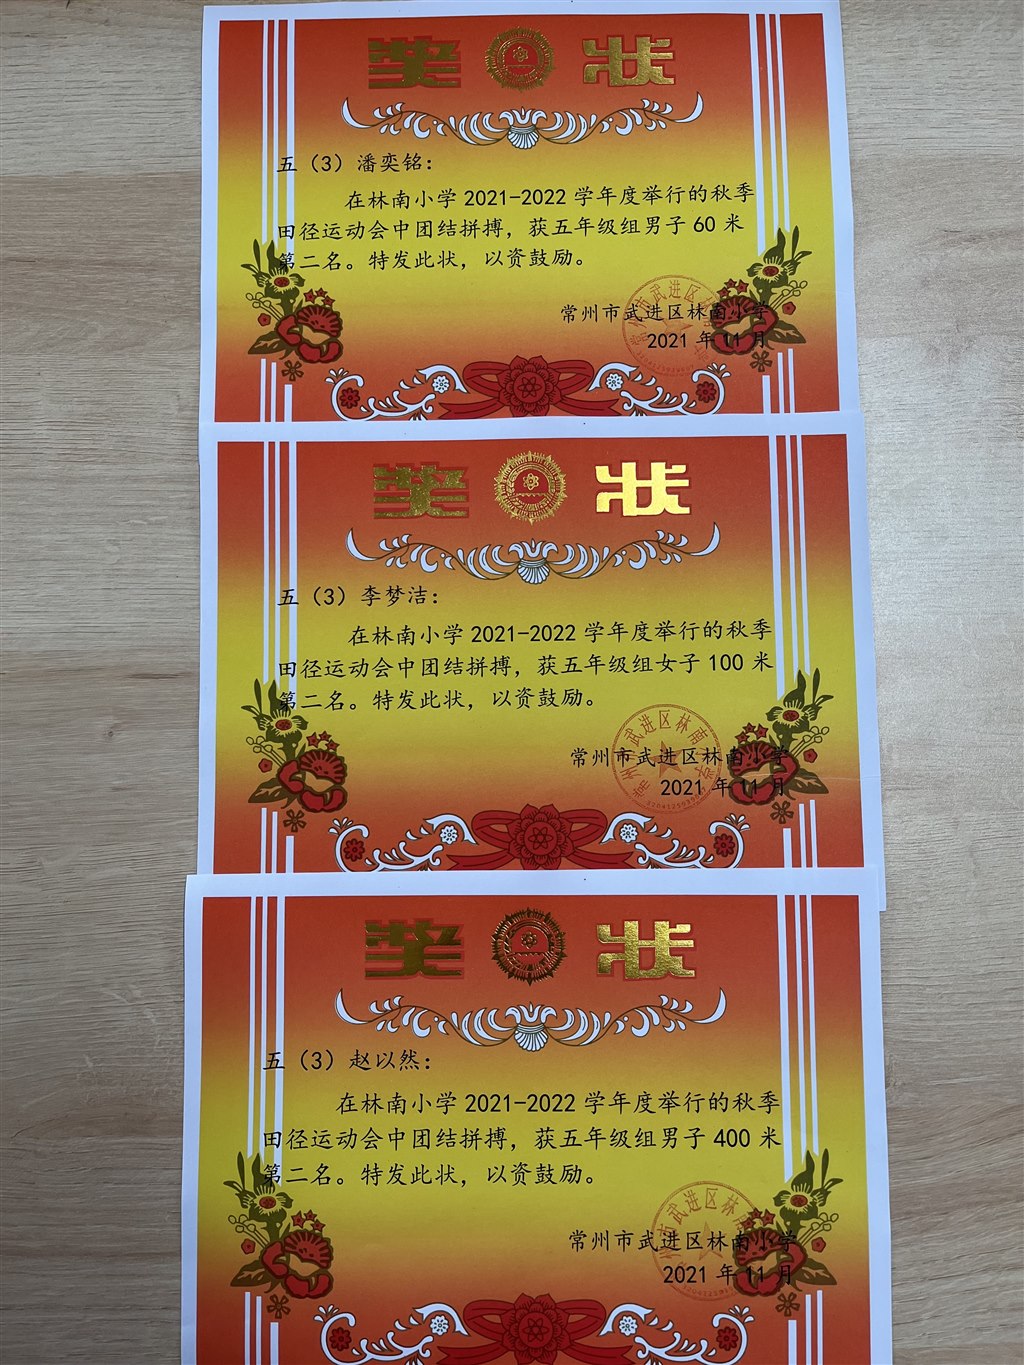 奖 状
五（3）潘奕铭：
在林南小学 2021-2022 学年度举行的秋季
田径运动会中团结拼搏，获五年级组男子 60 米
第二名。特发此状，以资鼓励。
常州市武进区林南小学
2021 年 11 月
奖 状
五（3）李梦洁：
在林南小学 2021-2022 学年度举行的秋季
田径运动会中团结拼搏，获五年级组女子 100 米
第二名。特发此状，以资鼓励。
常州市武进区林南小学
2021 年 11 月
奖 状
五（3）赵以然：
在林南小学 2021-2022 学年度举行的秋季
田径运动会中团结拼搏，获五年级组男子 400 米
第二名。特发此状，以资鼓励。
常州市武进区林南小学
2021 年 11 月